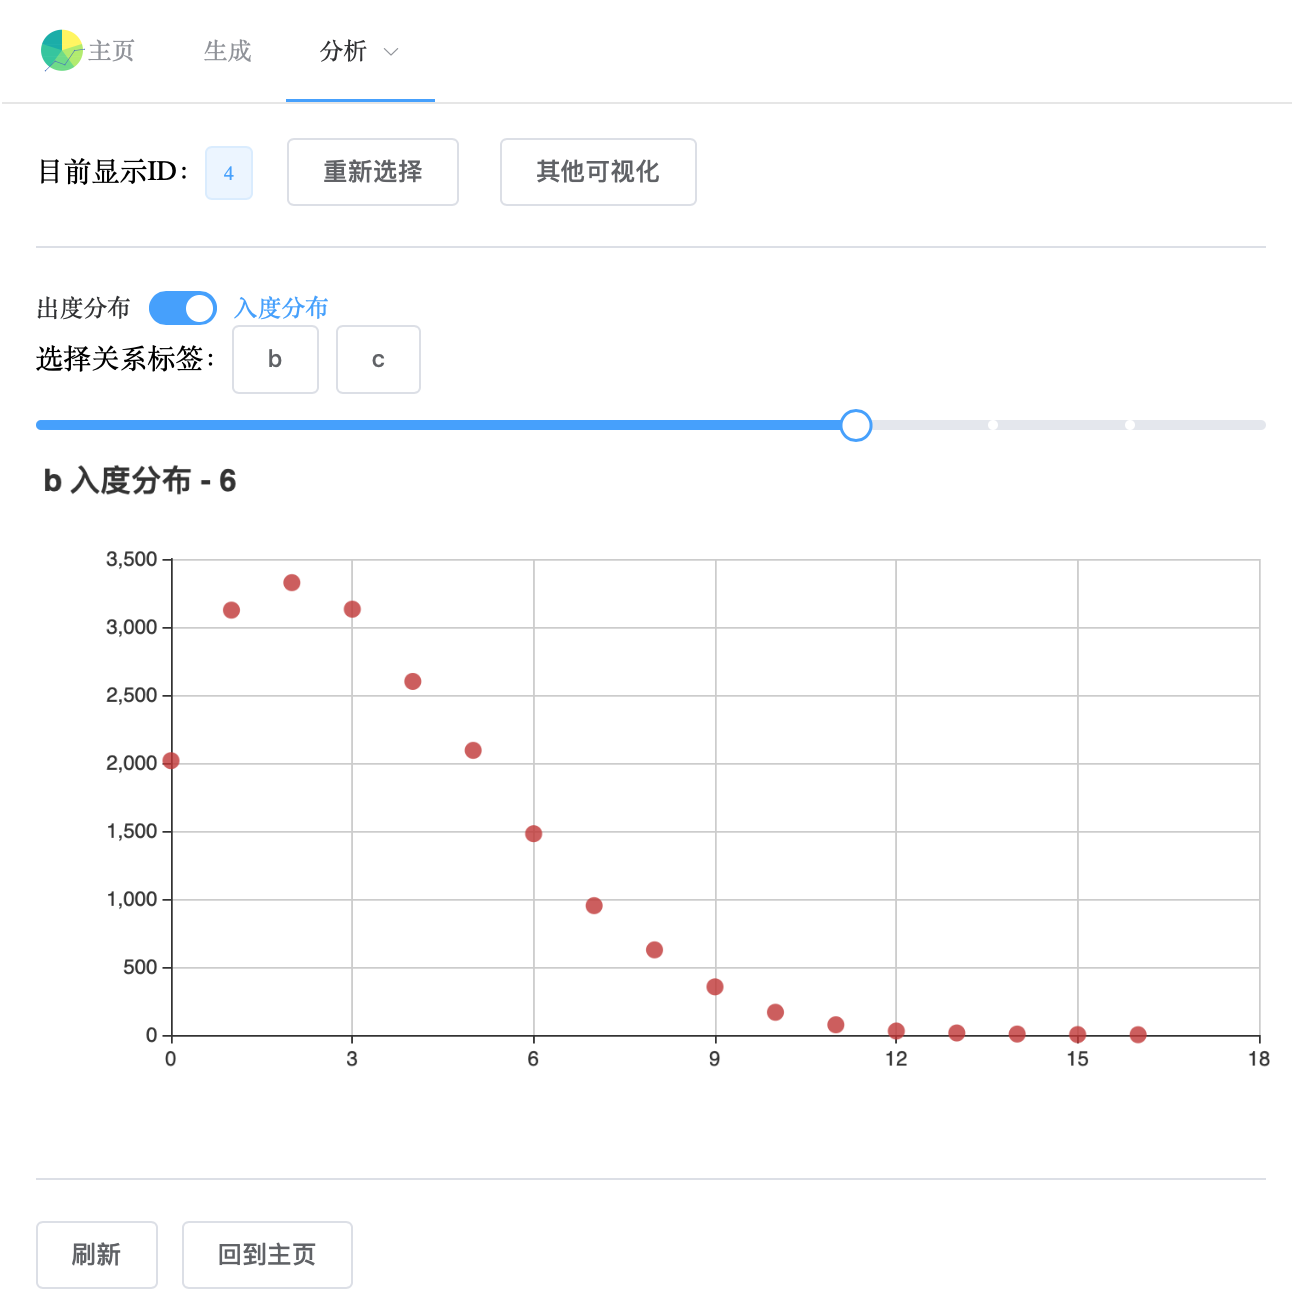 主页 生成 分析
目前显示ID： 4 重新选择 其他可视化
出度分布 入度分布
选择关系标签： b c
b 入度分布 - 6
3,500
3,000
2,500
2,000
1,500
1,000
500
0
0 3 6 9 12 15 18
刷新 回到主页